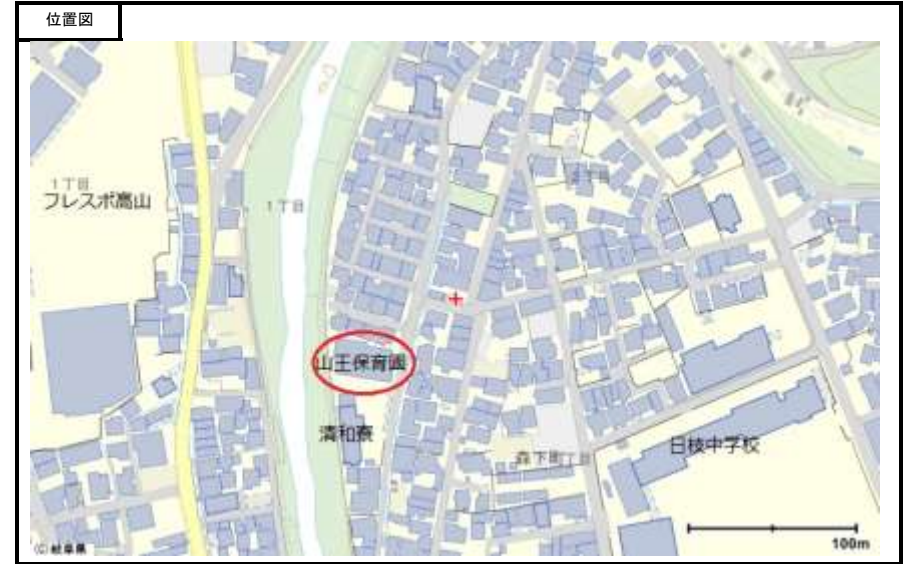 位置図
1丁目
フレスポ高山
1丁目
山王保育園
清和寮
森下町1丁目
日枝中学校
100m
© 岐阜県